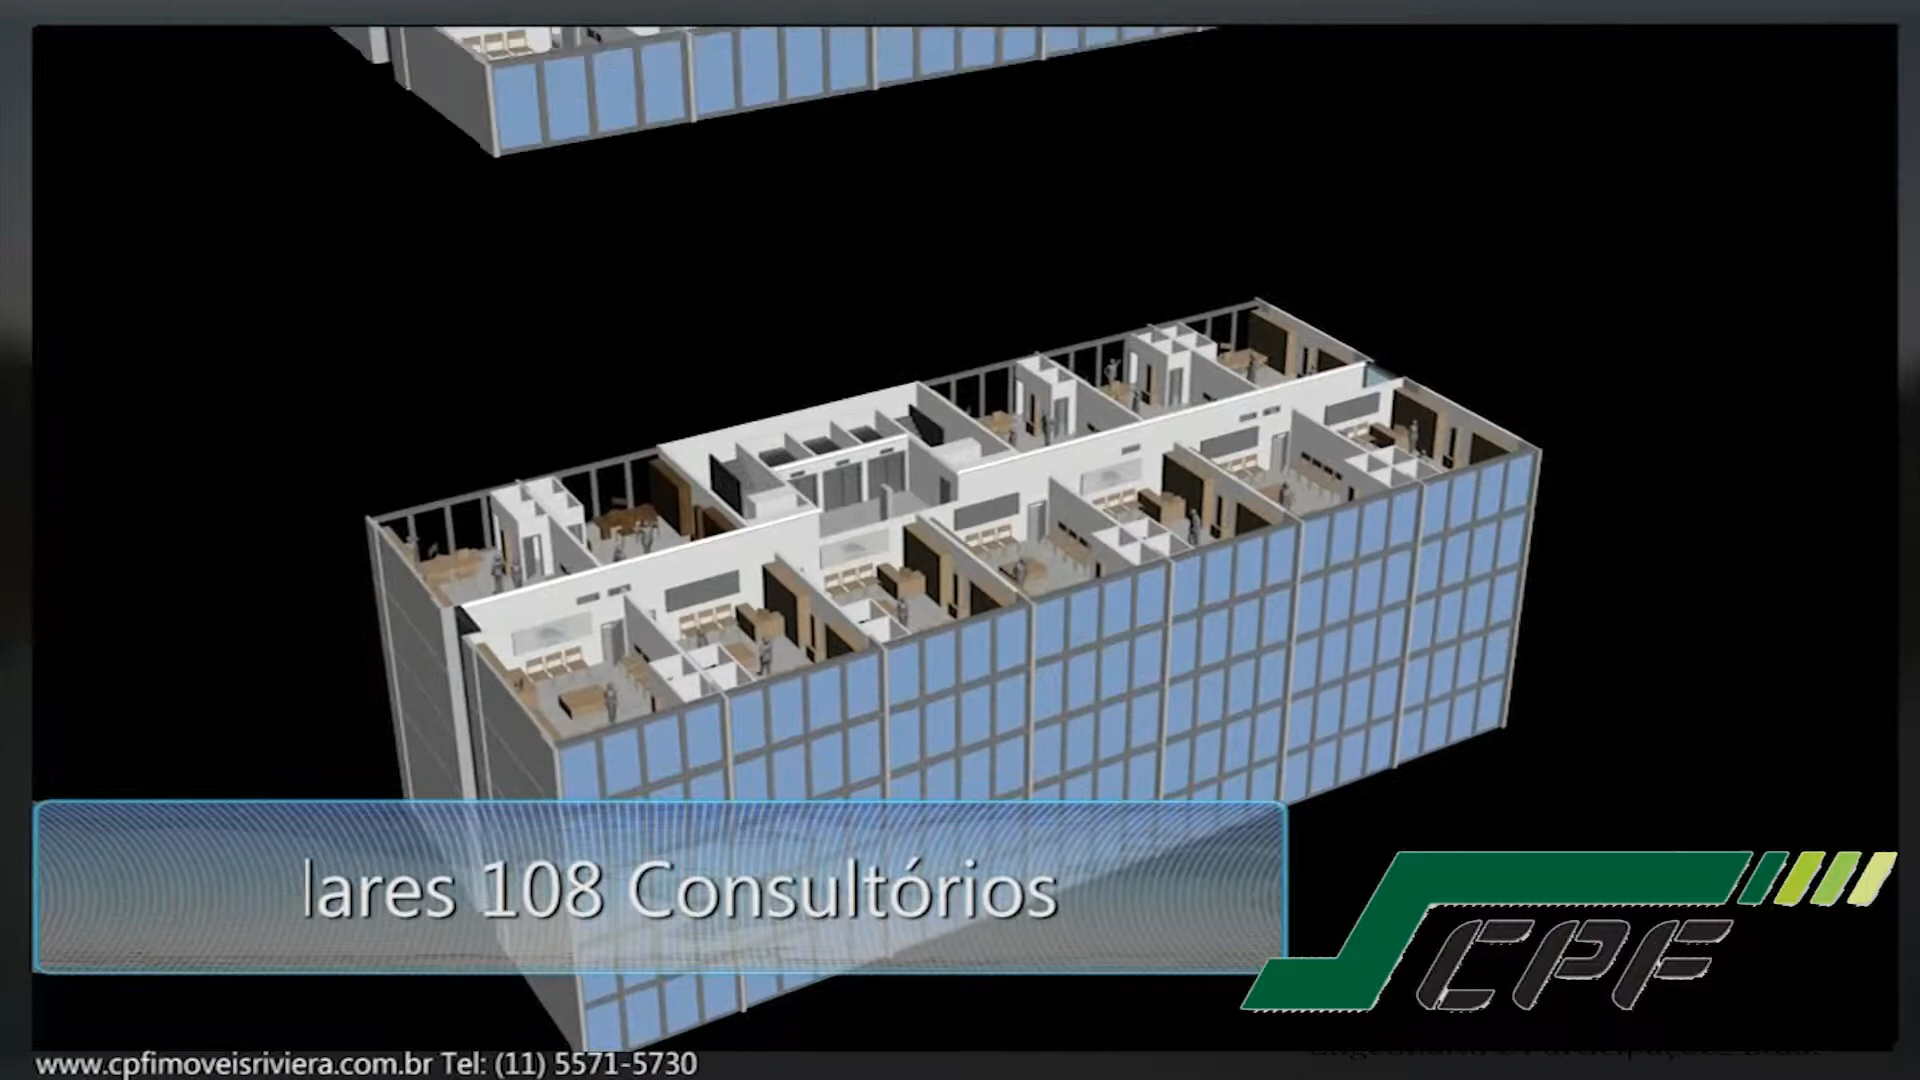 lares 108 Consultórios
CPF
www.cpfimoveisriviera.com.br Tel: (11) 5571-5730